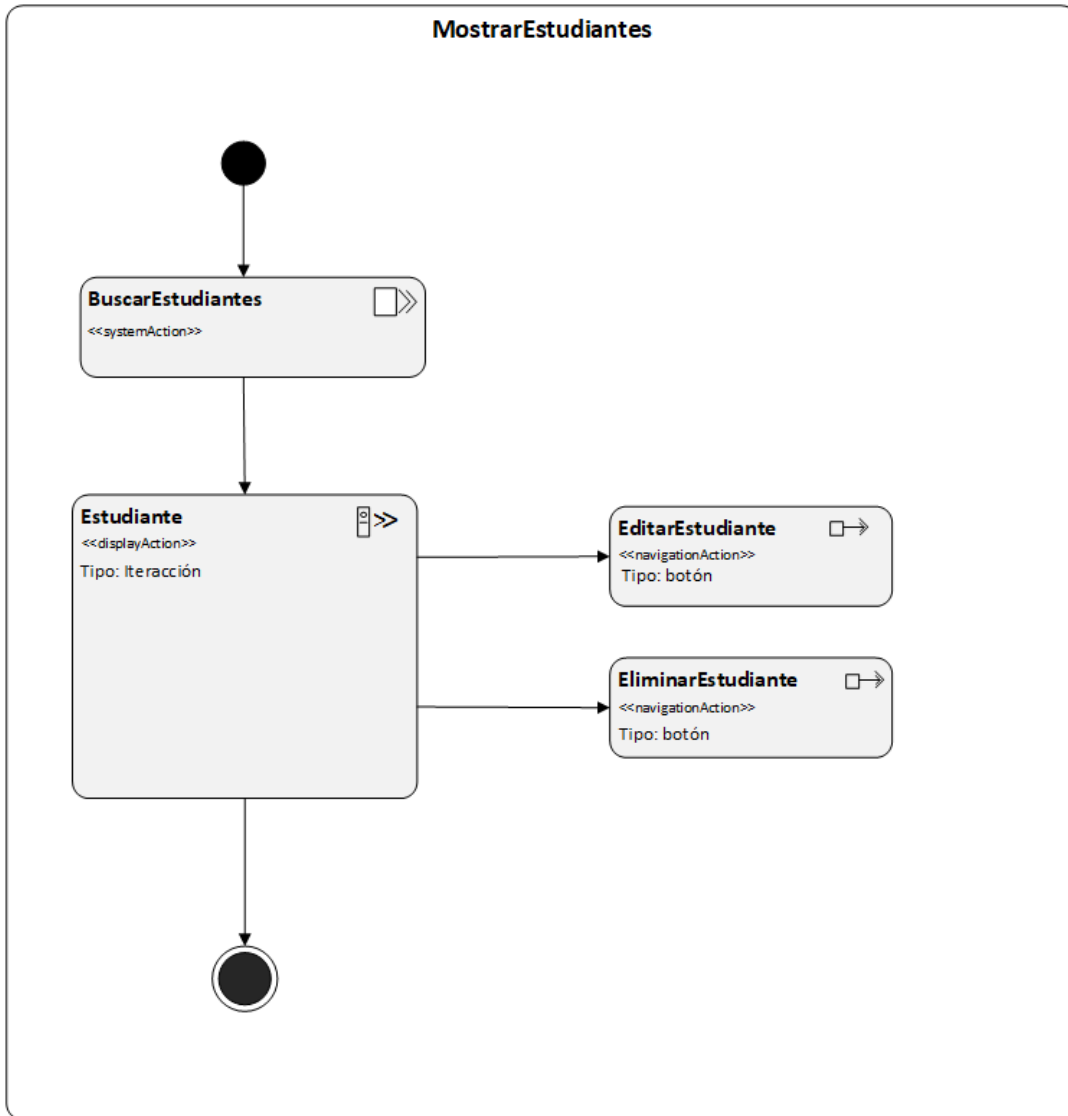 MostrarEstudiantes
BuscarEstudiantes
<<systemAction>>
Estudiante
<<displayAction>>
Tipo: Iteracción
EditarEstudiante
<<navigationAction>>
Tipo: botón
EliminarEstudiante
<<navigationAction>>
Tipo: botón